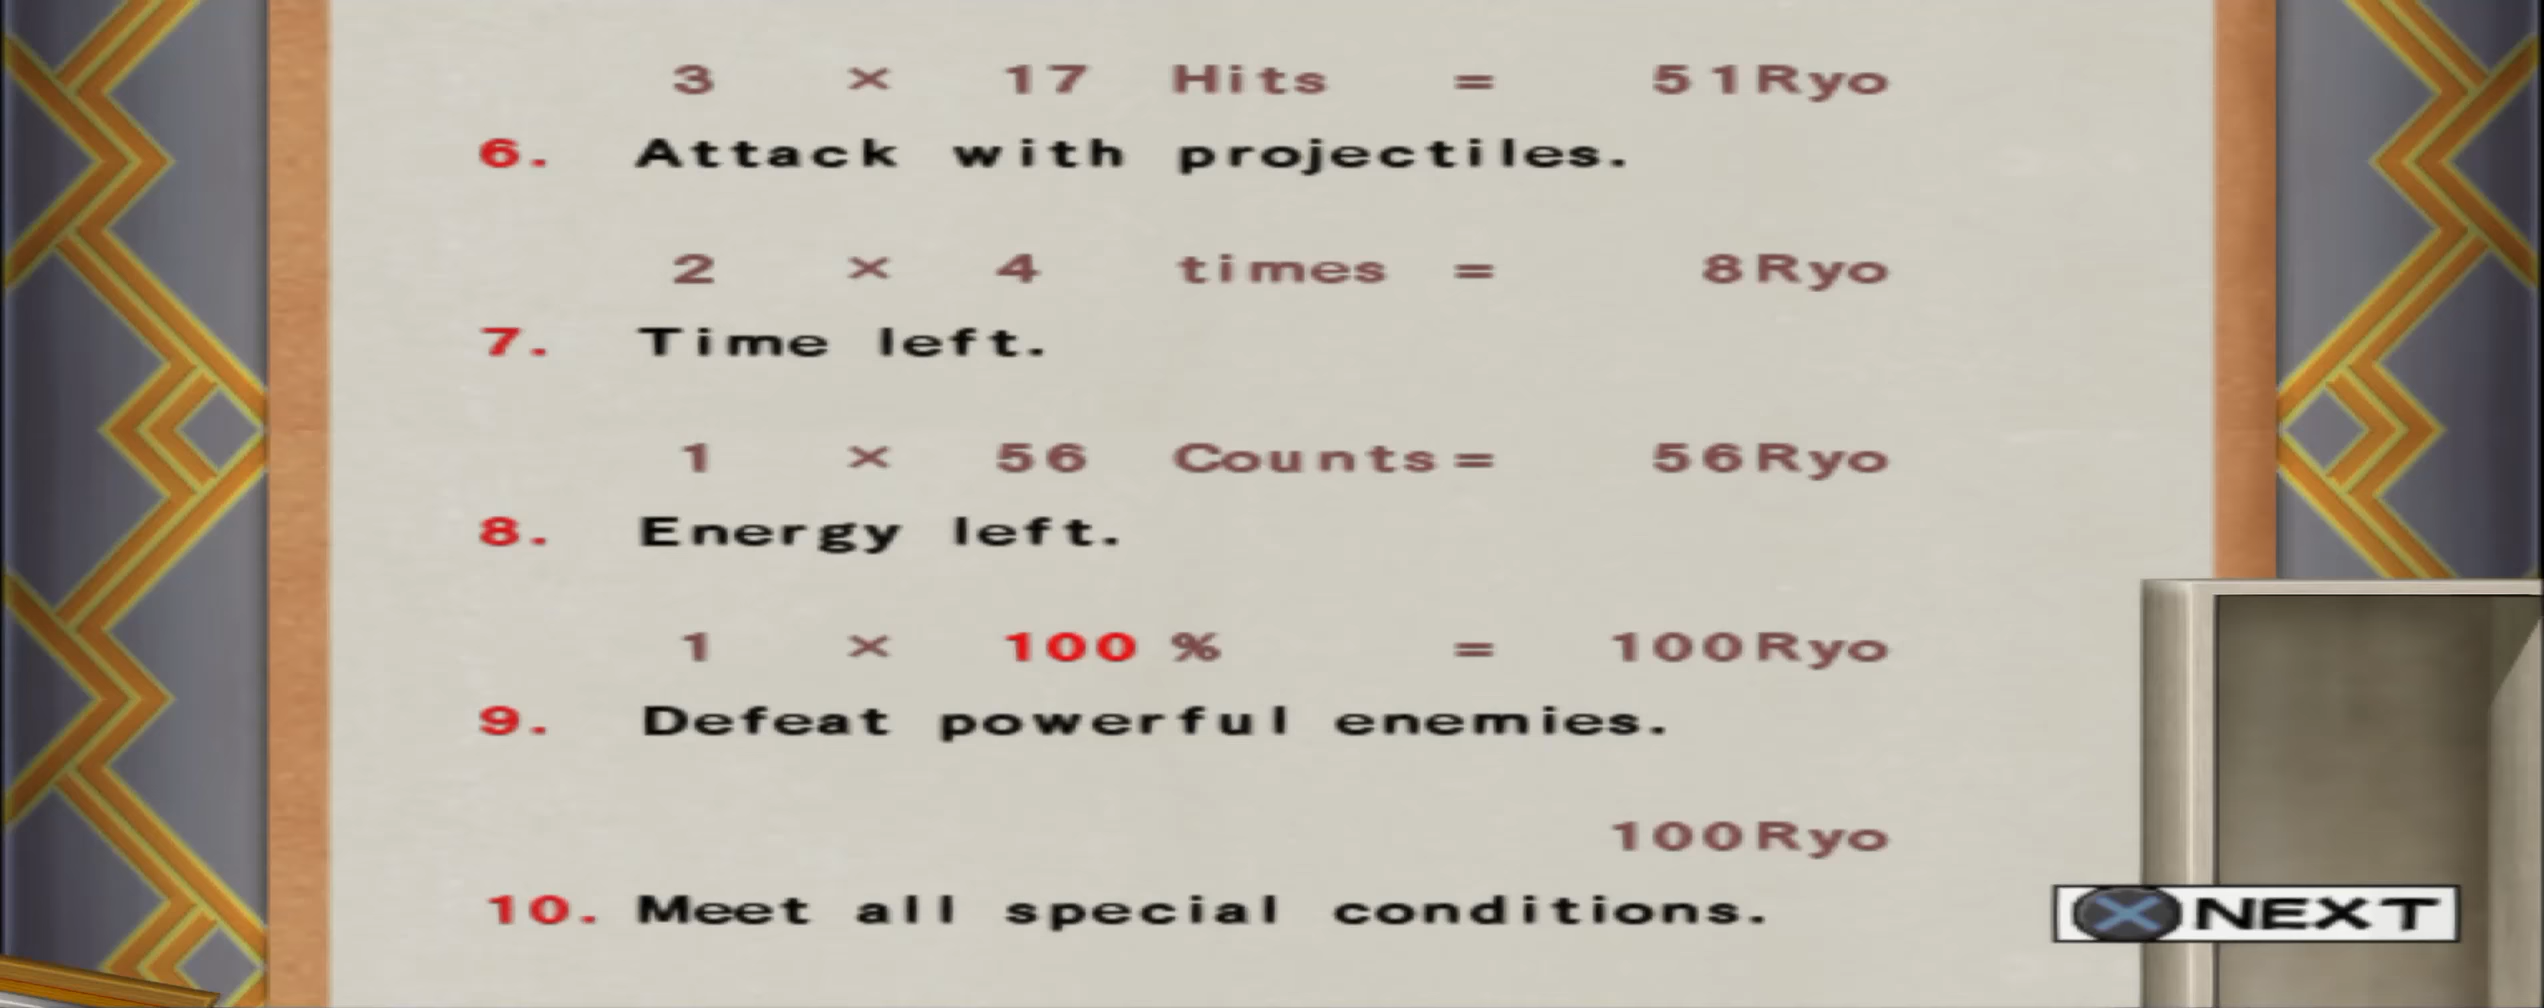 3 × 17 Hits = 51Ryo
6. Attack with projectiles.
2 × 4 times = 8Ryo
7. Time left.
1 × 56 Counts = 56Ryo
8. Energy left.
1 × 100 % = 100Ryo
9. Defeat powerful enemies.
100Ryo
10. Meet all special conditions.
NEXT